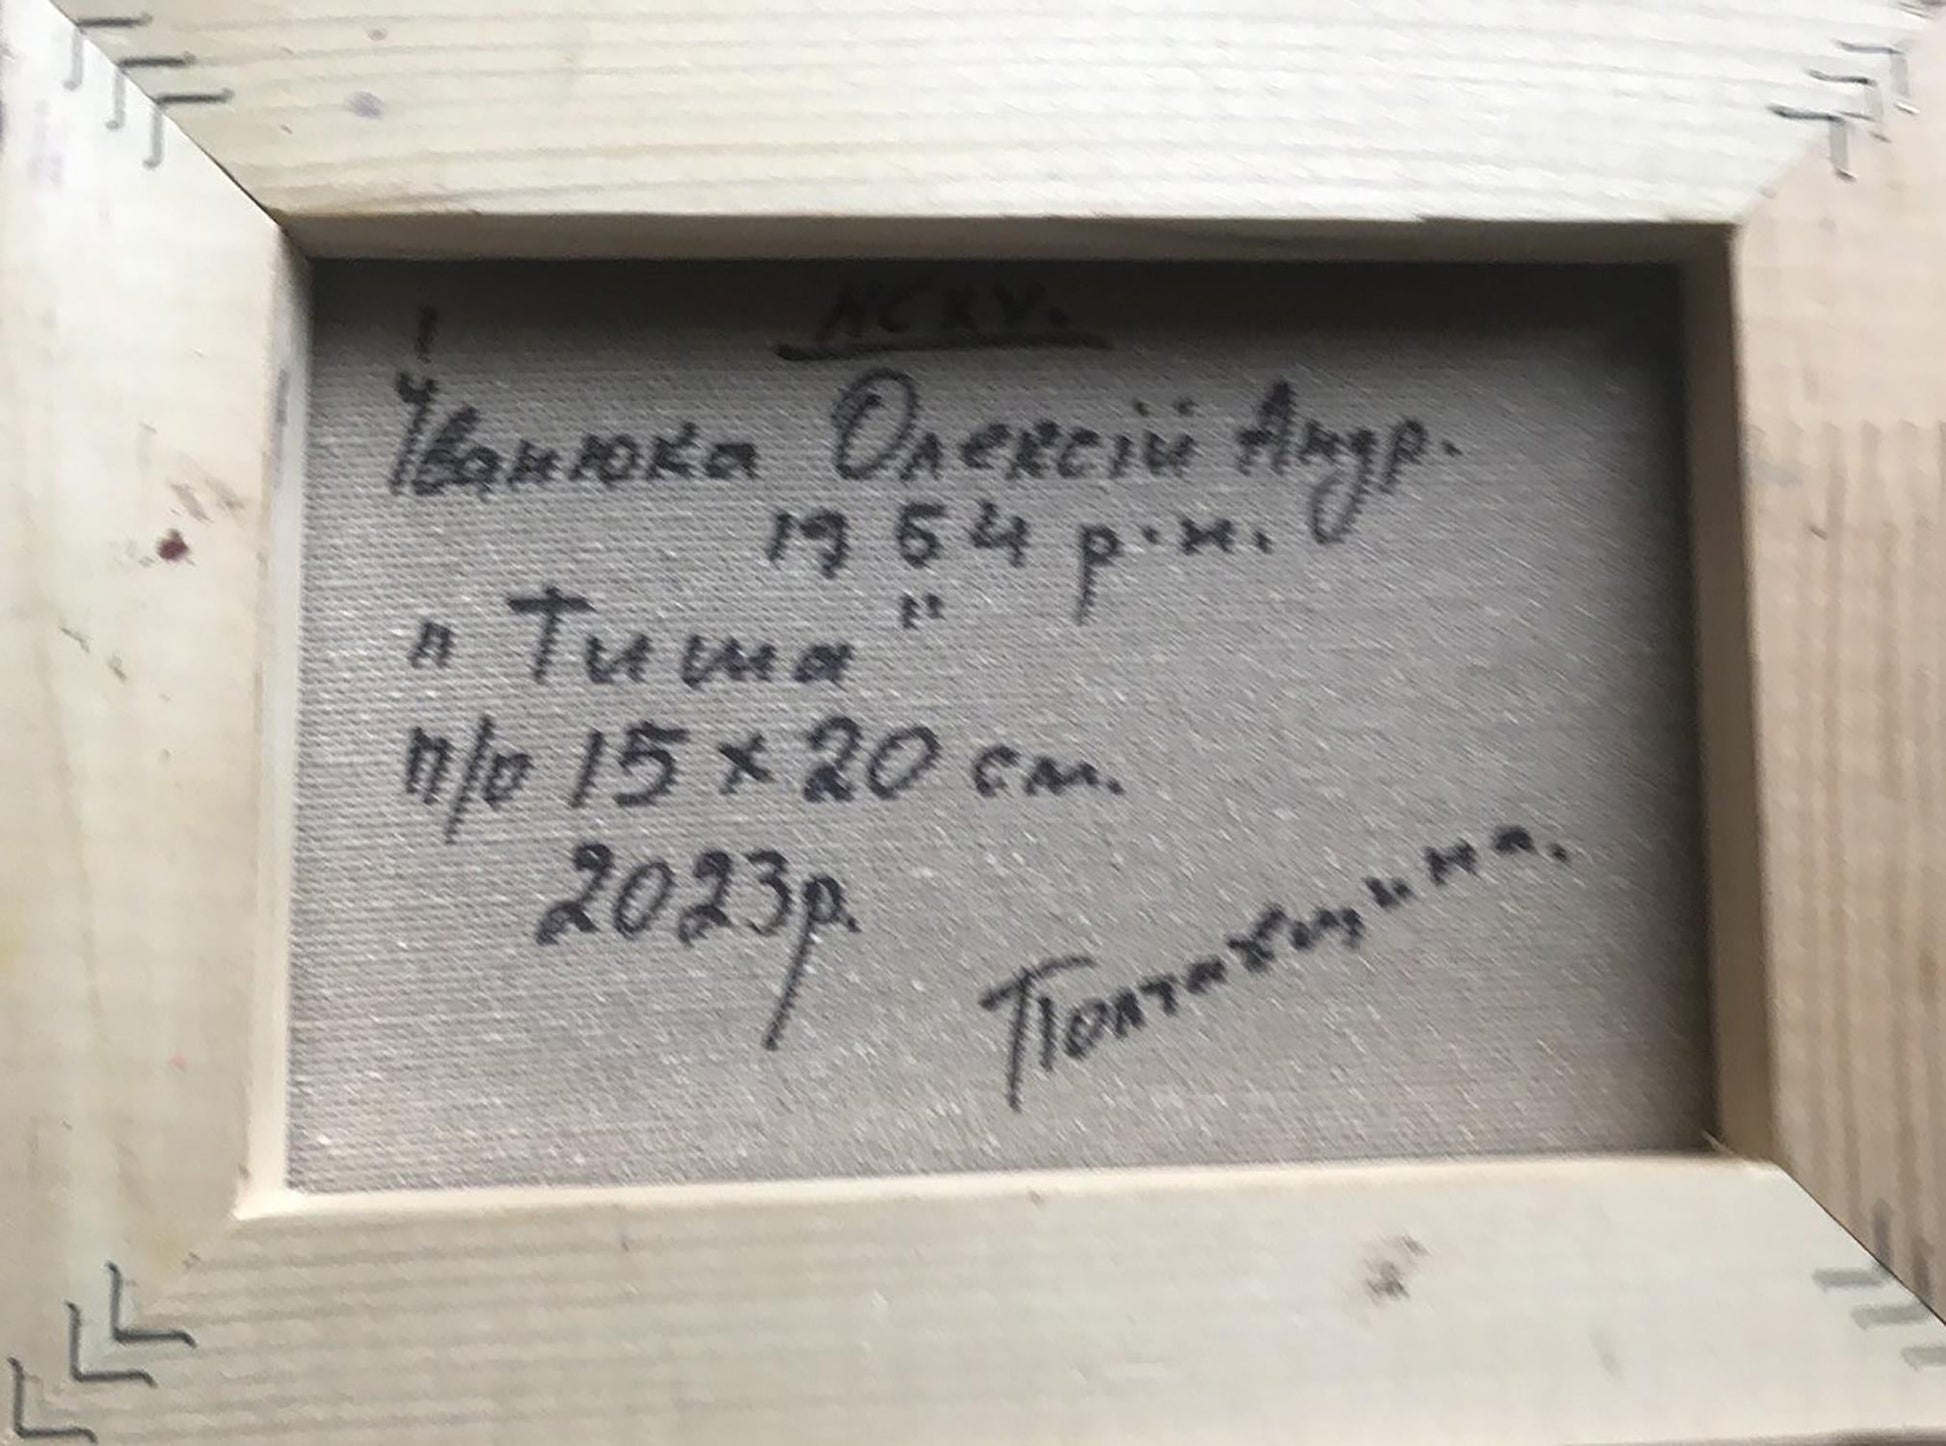 НСХУ.
Іванюка Олексій Андр.
1954 р.н.
"Тиша"
п/о 15 х 20 см.
2023р.
Полтавщина.